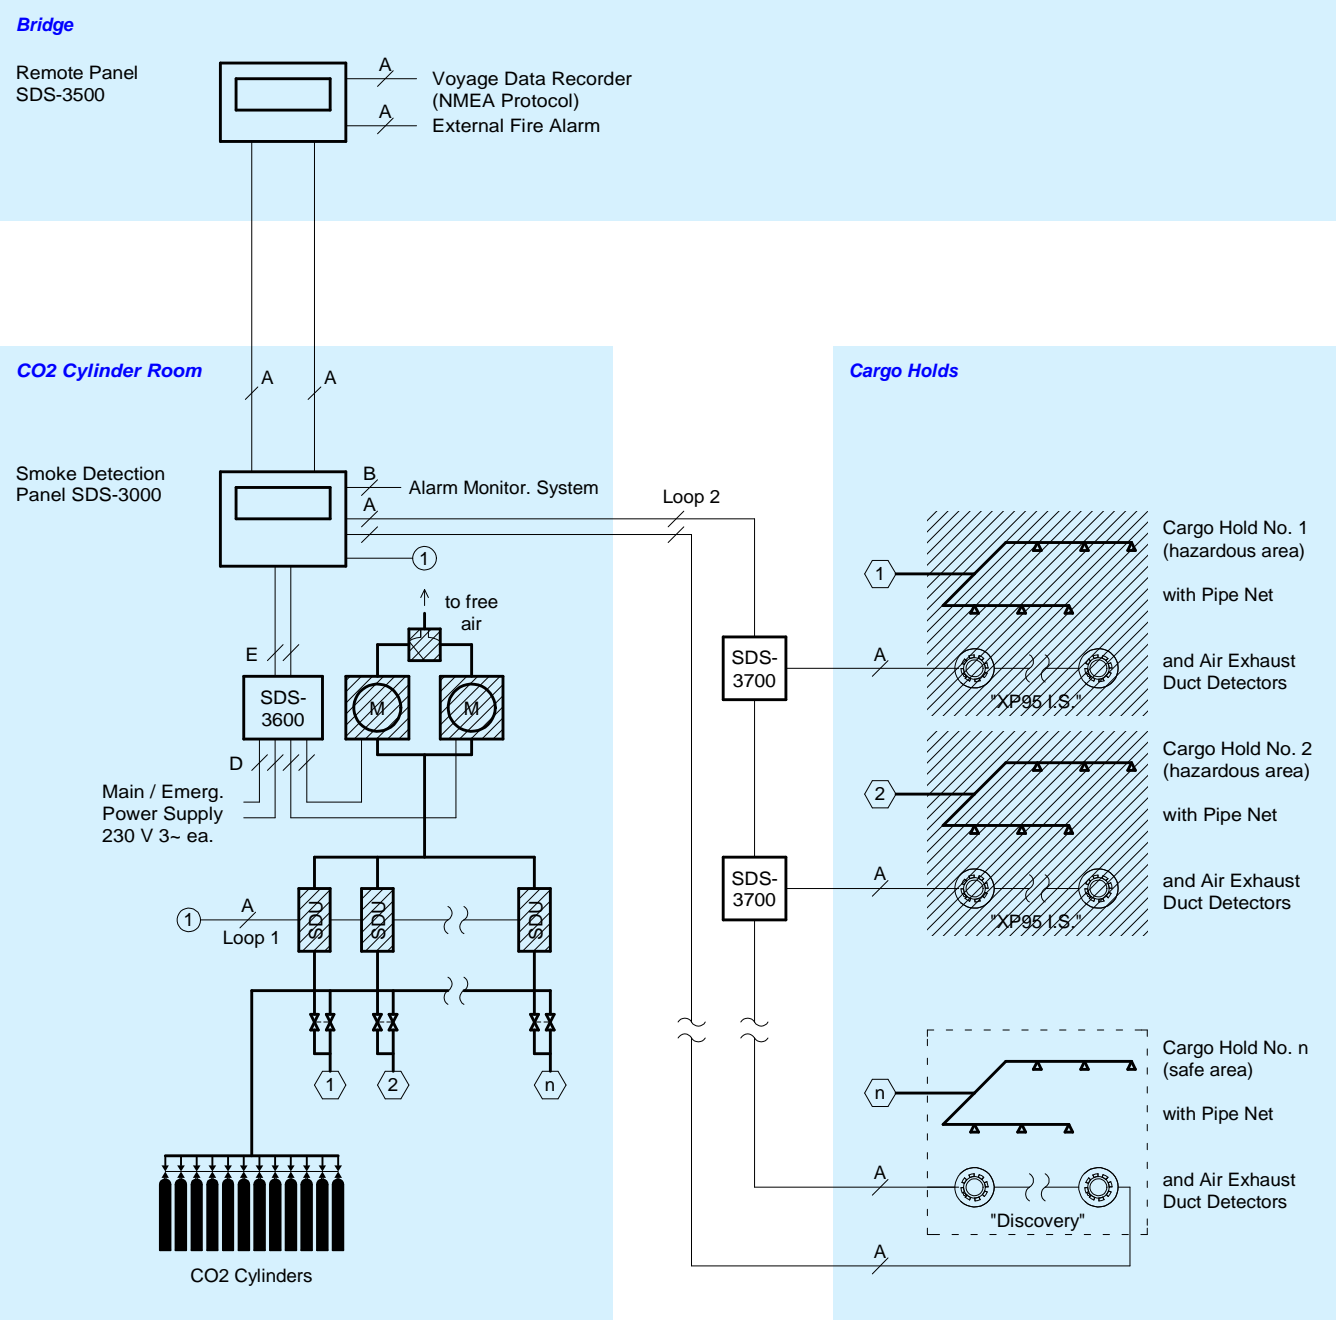 Bridge
Remote Panel
SDS-3500
A
Voyage Data Recorder
(NMEA Protocol)
A
External Fire Alarm
CO2 Cylinder Room
A
A
Smoke Detection
Panel SDS-3000
B
Alarm Monitor. System
A
1
to free
air
E
SDS-
3600
M
M
D
Main / Emerg.
Power Supply
230 V 3~ ea.
1
A
Loop 1
SDU
SDU
SDU
1
2
n
CO2 Cylinders
Loop 2
SDS-
3700
SDS-
3700
Cargo Holds
1
Cargo Hold No. 1
(hazardous area)
with Pipe Net
A
and Air Exhaust
Duct Detectors
"XP95 I.S."
2
Cargo Hold No. 2
(hazardous area)
with Pipe Net
A
and Air Exhaust
Duct Detectors
"XP95 I.S."
n
Cargo Hold No. n
(safe area)
with Pipe Net
A
and Air Exhaust
Duct Detectors
"Discovery"
A